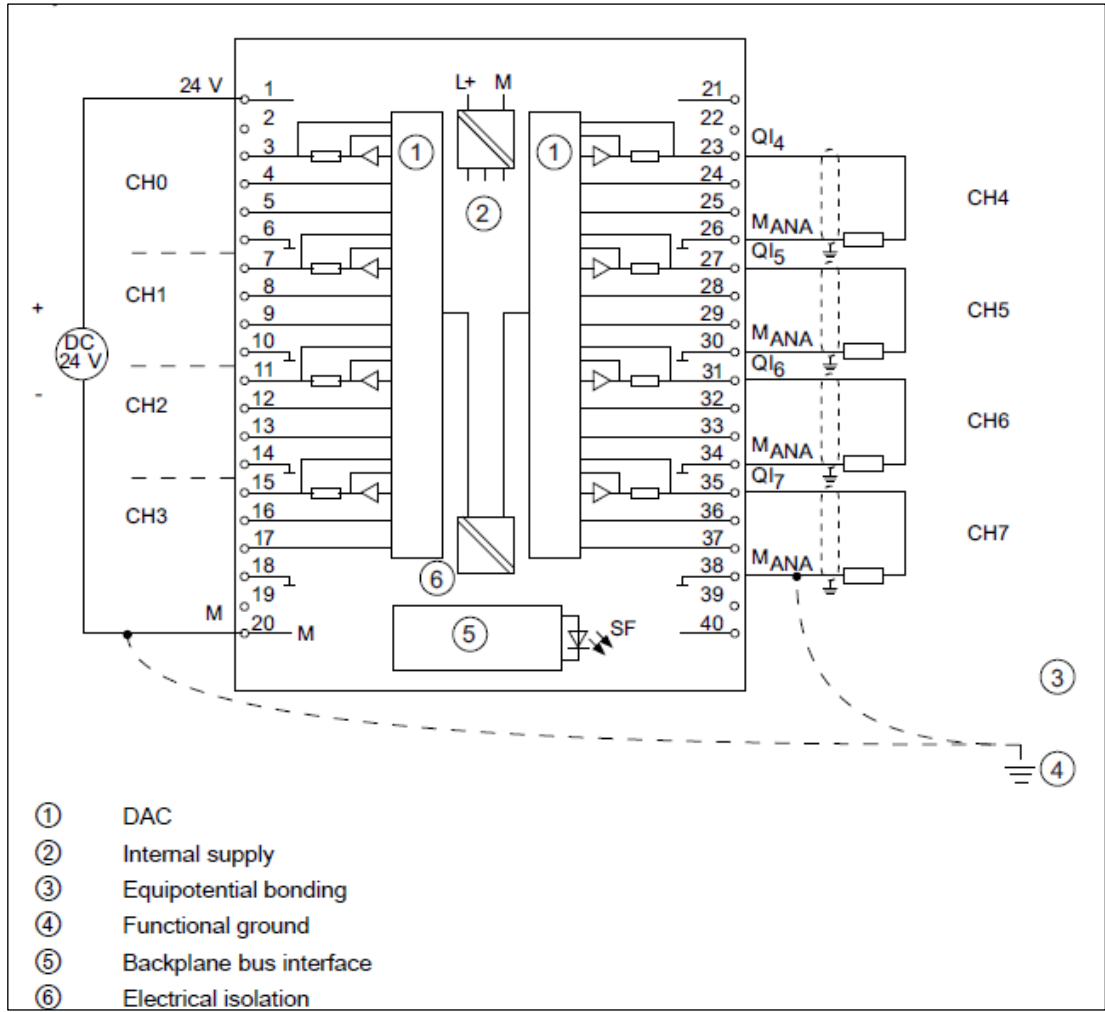 24 V
1
2
3
4
5
6
7
8
9
10
11
12
13
14
15
16
17
18
19
20
M
M
CH0
CH1
CH2
CH3
+
DC
24 V
-
L+ M
①
①
②
⑥
⑤
SF
21
22
23
24
25
26
27
28
29
30
31
32
33
34
35
36
37
38
39
40
QI4
MANA
QI5
MANA
QI6
MANA
QI7
MANA
CH4
CH5
CH6
CH7
③
④
① DAC
② Internal supply
③ Equipotential bonding
④ Functional ground
⑤ Backplane bus interface
⑥ Electrical isolation